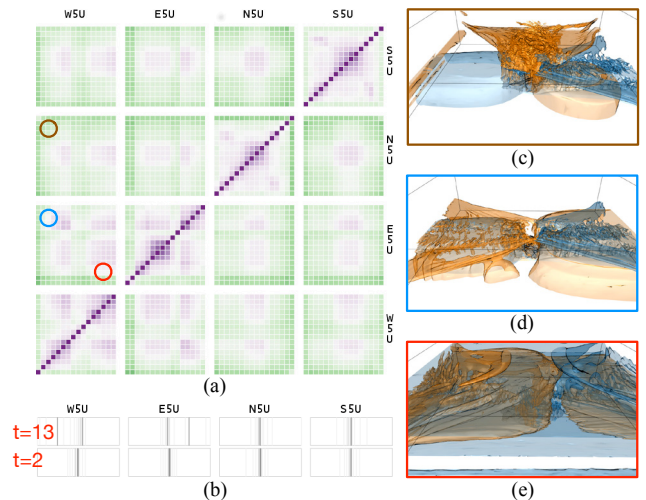 W5U E5U N5U S5U
S5U
N5U
E5U
W5U
(a)
W5U E5U N5U S5U
t=13
t=2
(b)
(c)
(d)
(e)